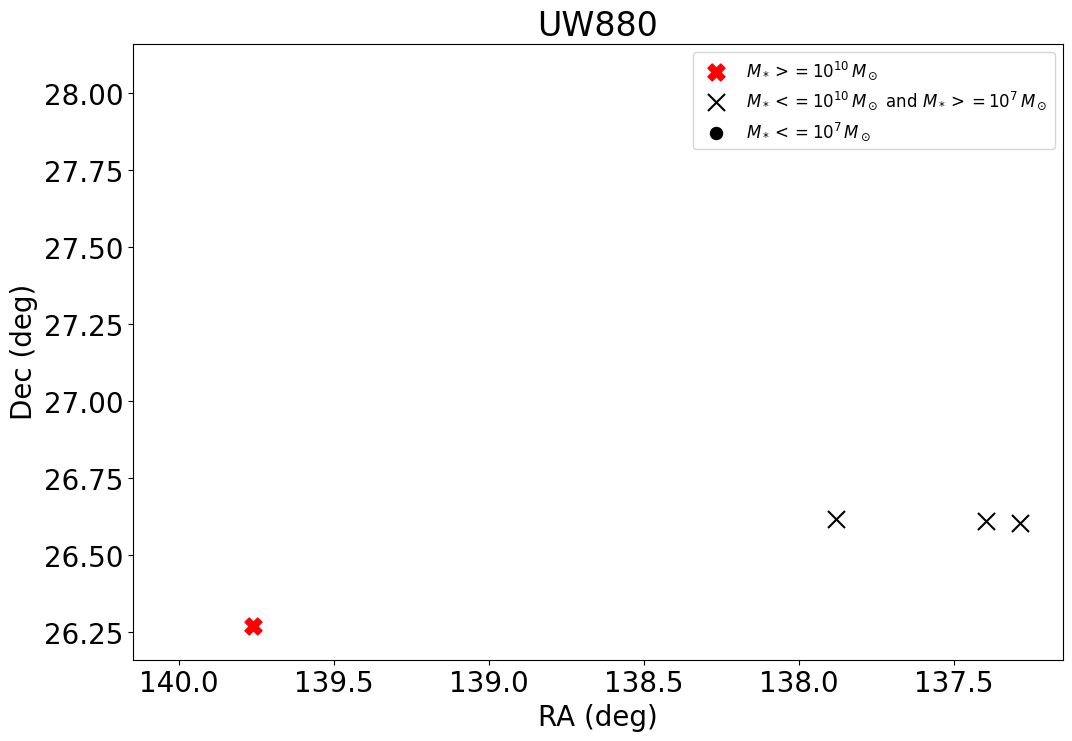 UW880
M* >= 10^10 M⊙
M* <= 10^10 M⊙ and M* >= 10^7 M⊙
M* <= 10^7 M⊙
Dec (deg)
28.00
27.75
27.50
27.25
27.00
26.75
26.50
26.25
140.0 139.5 139.0 138.5 138.0 137.5
RA (deg)